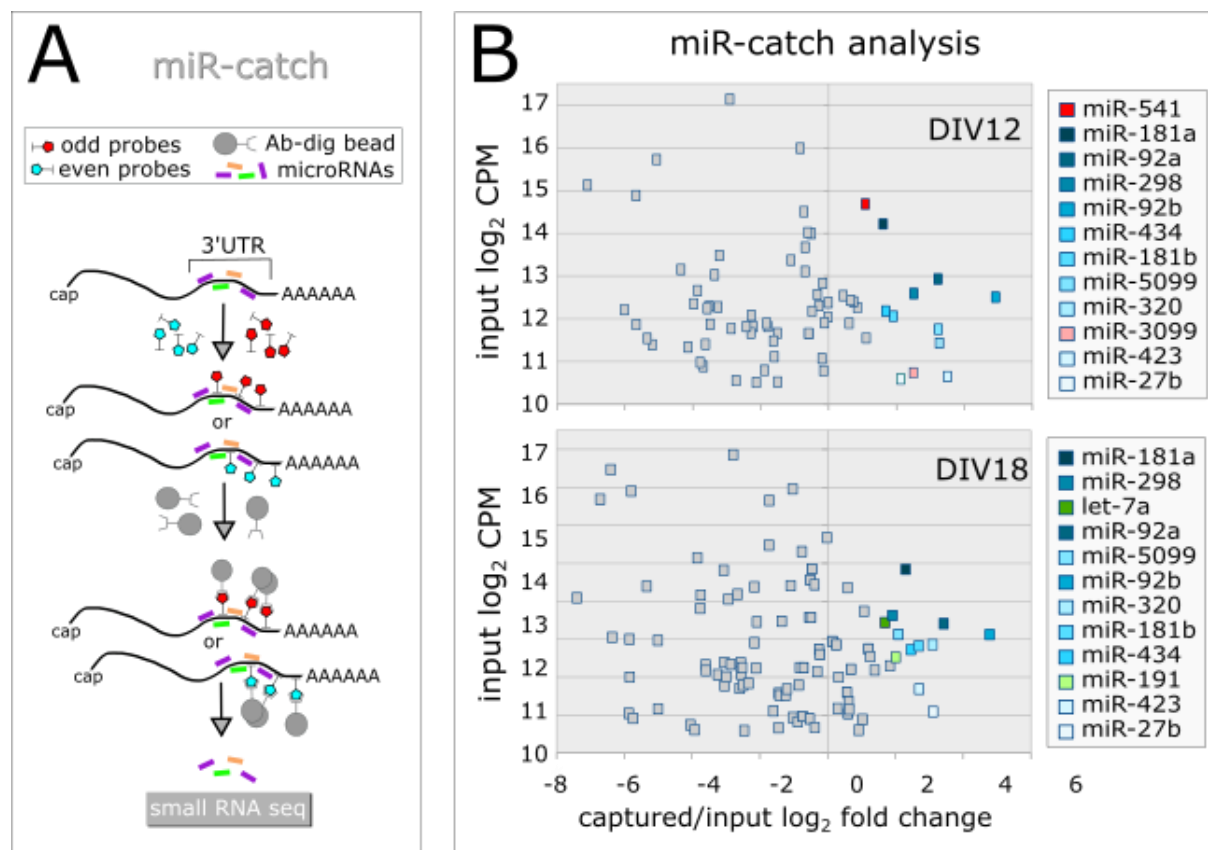 A
miR-catch
odd probes
Ab-dig bead
even probes
microRNAs
3'UTR
cap
AAAAAA
cap
AAAAAA
or
cap
AAAAAA
cap
AAAAAA
or
cap
AAAAAA
small RNA seq
B
miR-catch analysis
DIV12
input log2 CPM
17
16
15
14
13
12
11
10
miR-541
miR-181a
miR-92a
miR-298
miR-92b
miR-434
miR-181b
miR-5099
miR-320
miR-3099
miR-423
miR-27b
DIV18
input log2 CPM
17
16
15
14
13
12
11
10
miR-181a
miR-298
let-7a
miR-92a
miR-5099
miR-92b
miR-320
miR-181b
miR-434
miR-191
miR-423
miR-27b
-8 -6 -4 -2 0 2 4 6
captured/input log2 fold change